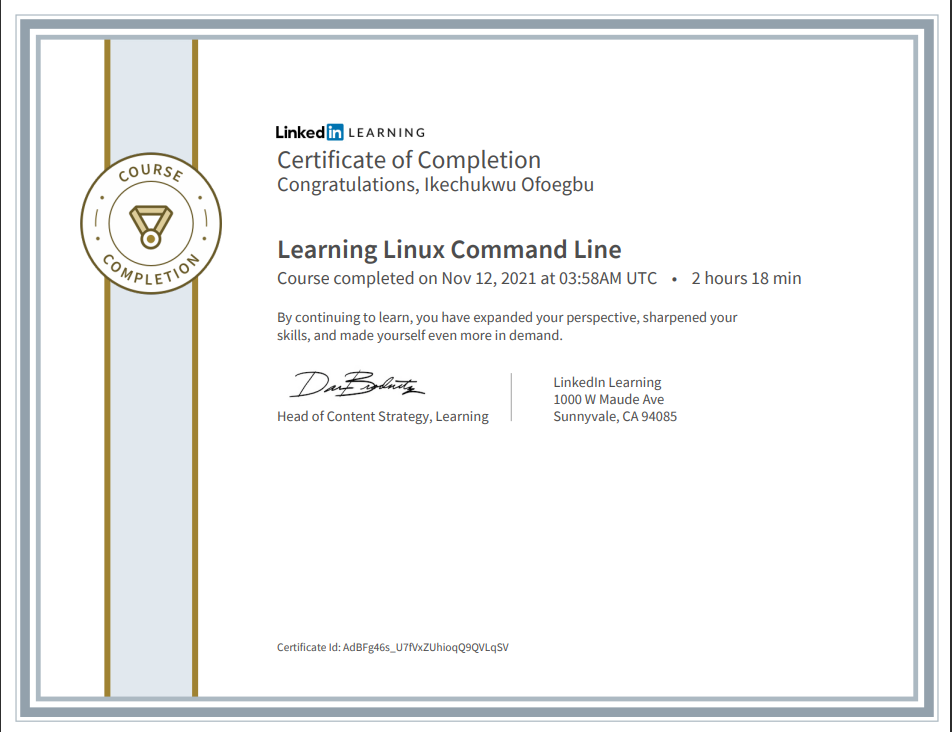 COURSE
COMPLETION
Linked in LEARNING
Certificate of Completion
Congratulations, Ikechukwu Ofoegbu
Learning Linux Command Line
Course completed on Nov 12, 2021 at 03:58AM UTC • 2 hours 18 min
By continuing to learn, you have expanded your perspective, sharpened your
skills, and made yourself even more in demand.
Head of Content Strategy, Learning
LinkedIn Learning
1000 W Maude Ave
Sunnyvale, CA 94085
Certificate Id: AdBFg46s_U7fVxZUhioqQ9QVLqSV